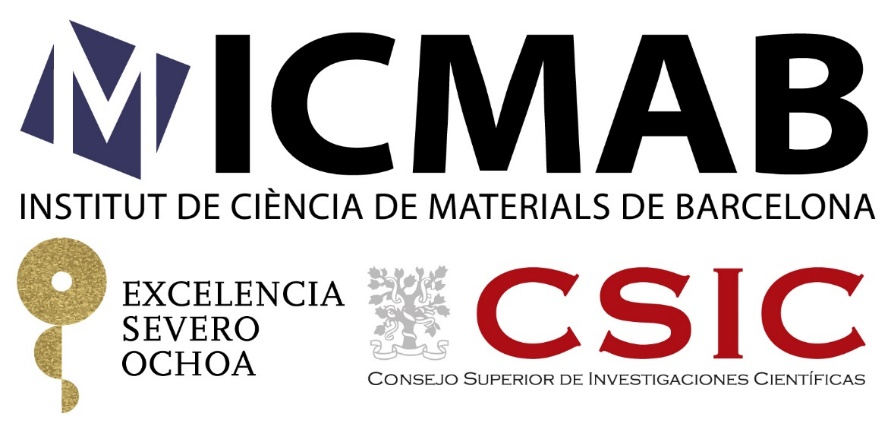 M ICMAB
INSTITUT DE CIÈNCIA DE MATERIALS DE BARCELONA
EXCELENCIA
SEVERO
OCHOA
CSIC
CONSEJO SUPERIOR DE INVESTIGACIONES CIENTÍFICAS